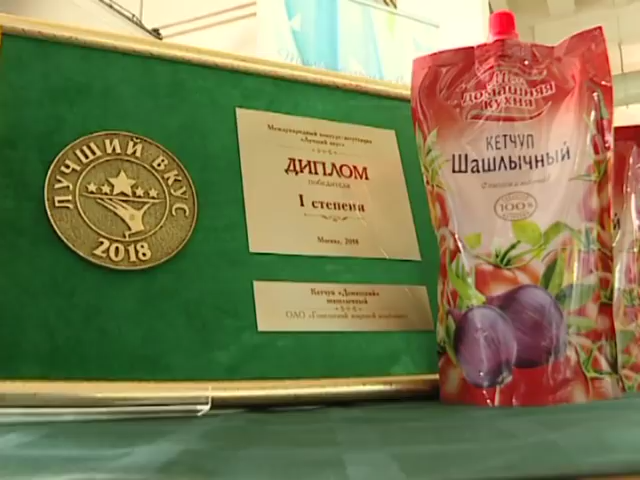 ЛУЧШИЙ ВКУС
2018
Международный конкурс-дегустация
«Лучший вкус»
ДИПЛОМ
победителя
I степени
Москва, 2018
Кетчуп «Домашний»
шашлычный
ОАО «Гомельский жировой комбинат»
домашняя
кухня
КЕТЧУП
Шашлычный
100%